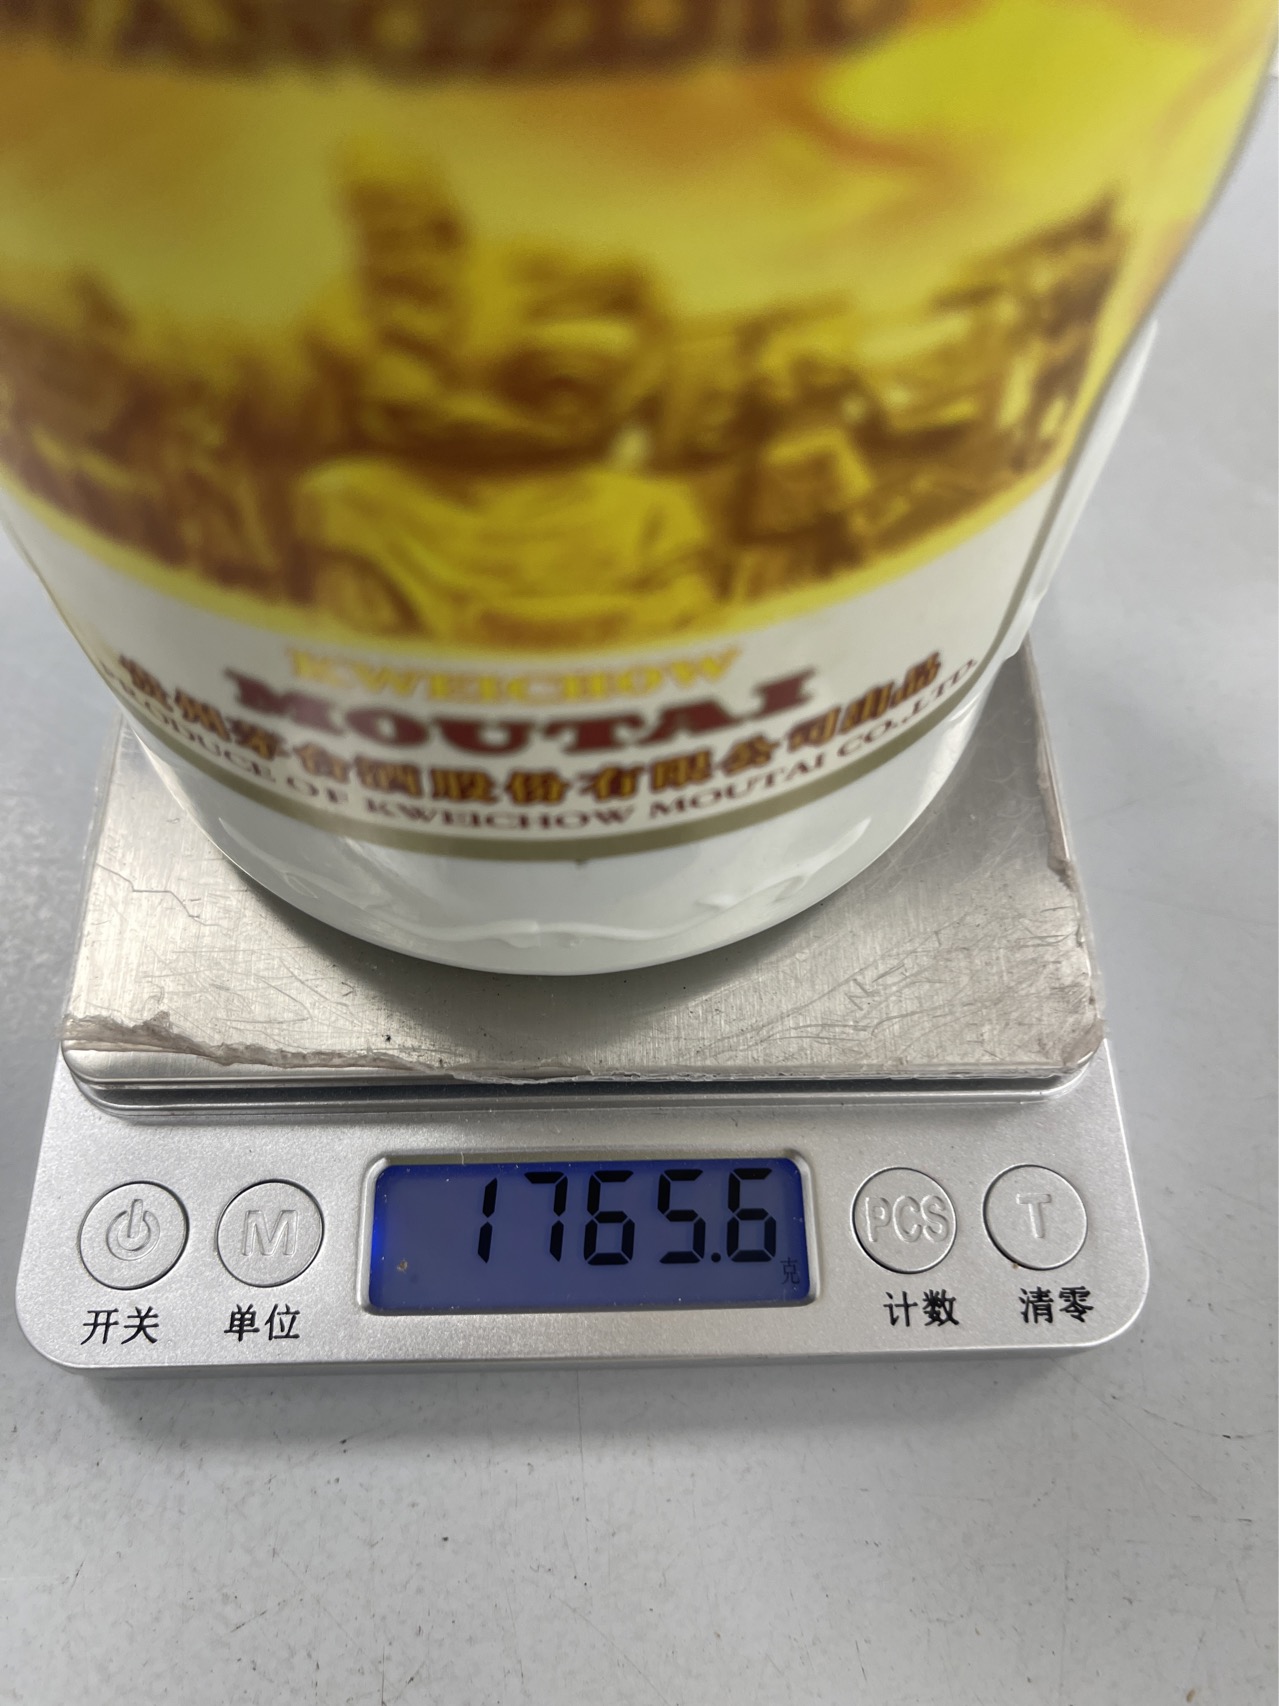 KWEICHOW
MOUTAI
贵州茅台酒股份有限公司出品
PRODUCE OF KWEICHOW MOUTAI CO.,LTD.
1765.6
克
M
PCS
T
开关
单位
计数
清零